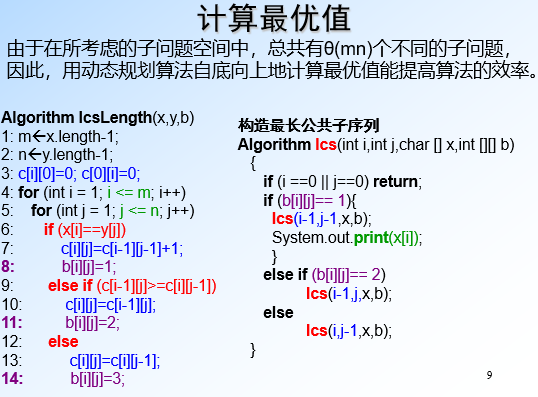 计算最优值
由于在所考虑的子问题空间中，总共有θ(mn)个不同的子问题，
因此，用动态规划算法自底向上地计算最优值能提高算法的效率。
Algorithm lcsLength(x,y,b)
1: m←x.length-1;
2: n←y.length-1;
3: c[i][0]=0; c[0][i]=0;
4: for (int i = 1; i <= m; i++)
5: for (int j = 1; j <= n; j++)
6: if (x[i]==y[j])
7: c[i][j]=c[i-1][j-1]+1;
8: b[i][j]=1;
9: else if (c[i-1][j]>=c[i][j-1])
10: c[i][j]=c[i-1][j];
11: b[i][j]=2;
12: else
13: c[i][j]=c[i][j-1];
14: b[i][j]=3;
构造最长公共子序列
Algorithm lcs(int i,int j,char [] x,int [][] b)
{
if (i ==0 || j==0) return;
if (b[i][j]== 1){
lcs(i-1,j-1,x,b);
System.out.print(x[i]);
}
else if (b[i][j]== 2)
lcs(i-1,j,x,b);
else
lcs(i,j-1,x,b);
}
9